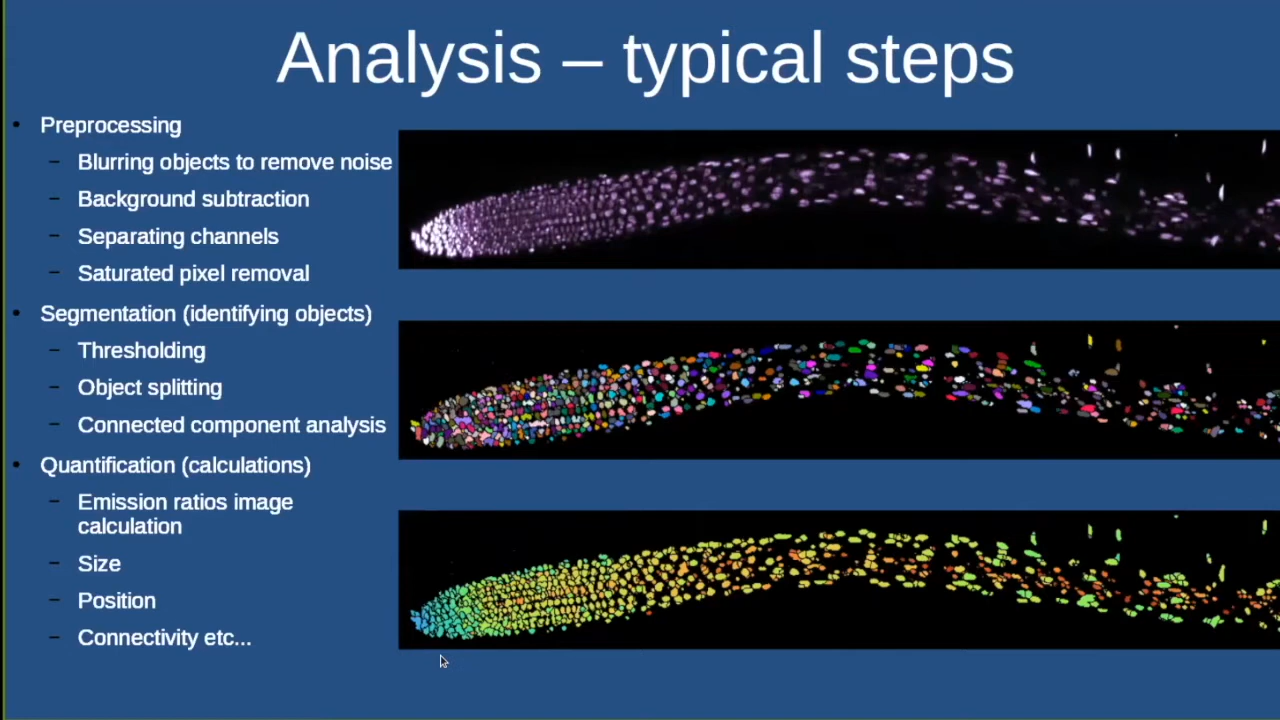 Analysis – typical steps
• Preprocessing
– Blurring objects to remove noise
– Background subtraction
– Separating channels
– Saturated pixel removal
• Segmentation (identifying objects)
– Thresholding
– Object splitting
– Connected component analysis
• Quantification (calculations)
– Emission ratios image
calculation
– Size
– Position
– Connectivity etc...